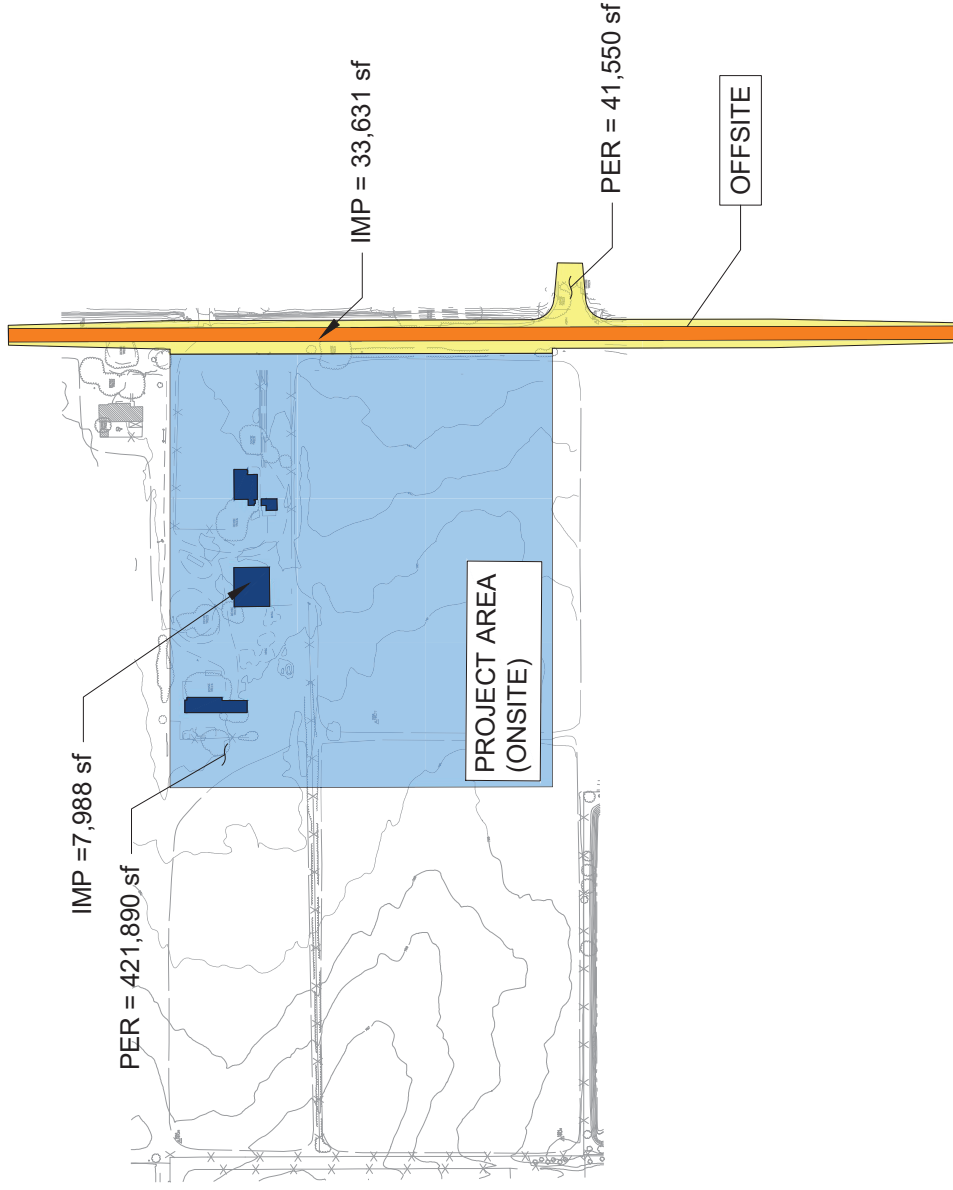 IMP =7,988 sf
PER = 421,890 sf
IMP = 33,631 sf
PER = 41,550 sf
OFFSITE
PROJECT AREA
(ONSITE)